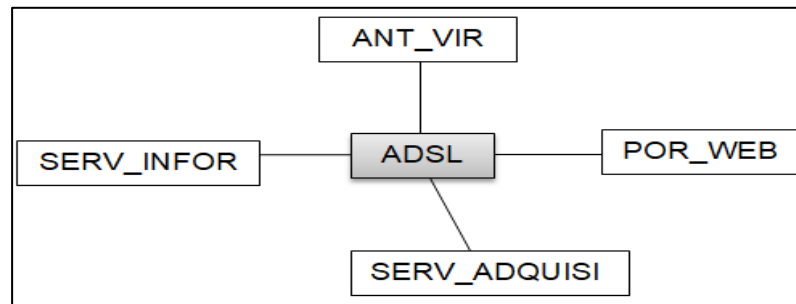 ANT_VIR
SERV_INFOR
ADSL
POR_WEB
SERV_ADQUISI